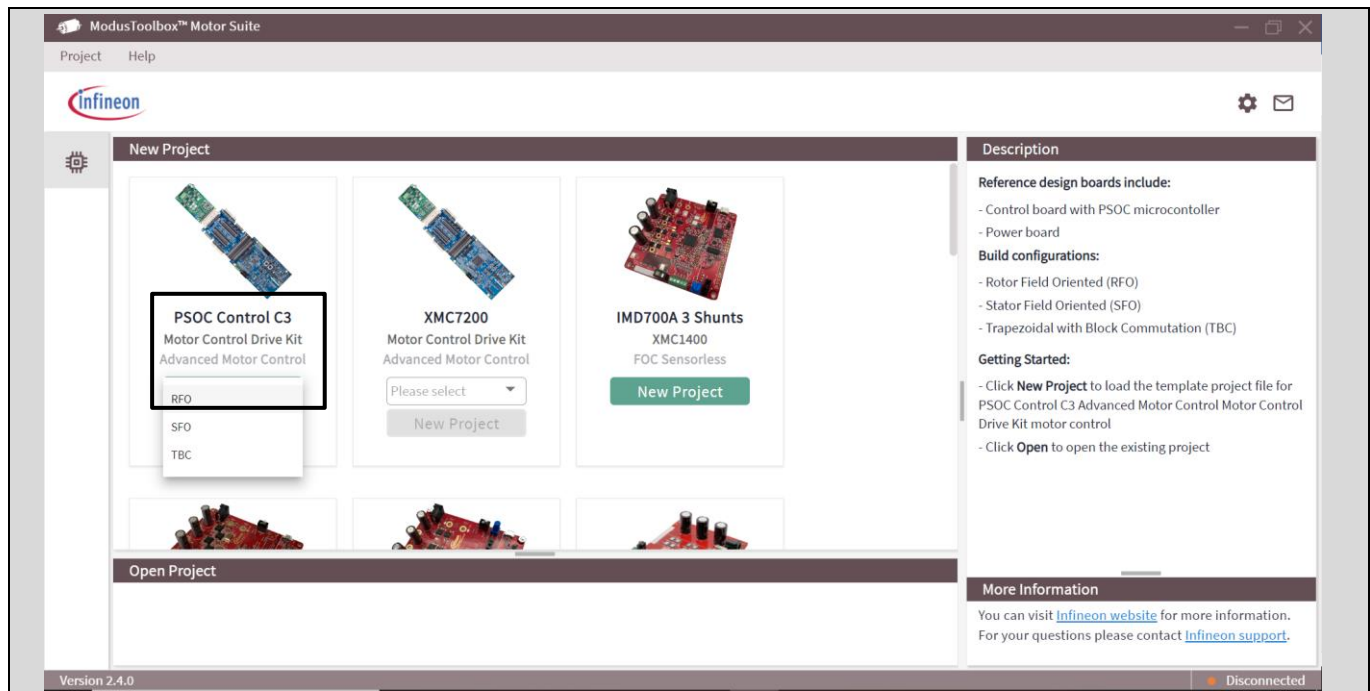 ModusToolbox™ Motor Suite
Project Help
infineon
New Project
PSOC Control C3
Motor Control Drive Kit
Advanced Motor Control
RFO
SFO
TBC
XMC7200
Motor Control Drive Kit
Advanced Motor Control
Please select
New Project
IMD700A 3 Shunts
XMC1400
FOC Sensorless
New Project
Open Project
Description
Reference design boards include:
- Control board with PSOC microcontoller
- Power board
Build configurations:
- Rotor Field Oriented (RFO)
- Stator Field Oriented (SFO)
- Trapezoidal with Block Commutation (TBC)
Getting Started:
- Click New Project to load the template project file for
PSOC Control C3 Advanced Motor Control Motor Control
Drive Kit motor control
- Click Open to open the existing project
More Information
You can visit Infineon website for more information.
For your questions please contact Infineon support.
Version 2.4.0
Disconnected